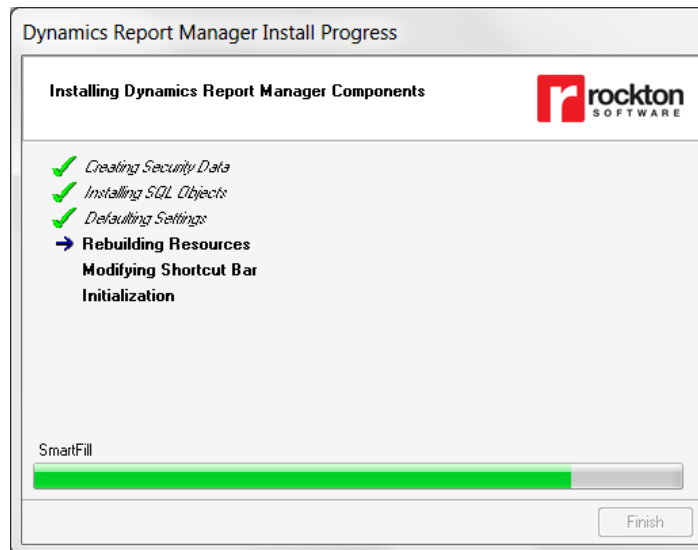 Dynamics Report Manager Install Progress
Installing Dynamics Report Manager Components
rockton
SOFTWARE
Creating Security Data
Installing SQL Objects
Defaulting Settings
Rebuilding Resources
Modifying Shortcut Bar
Initialization
SmartFill
Finish